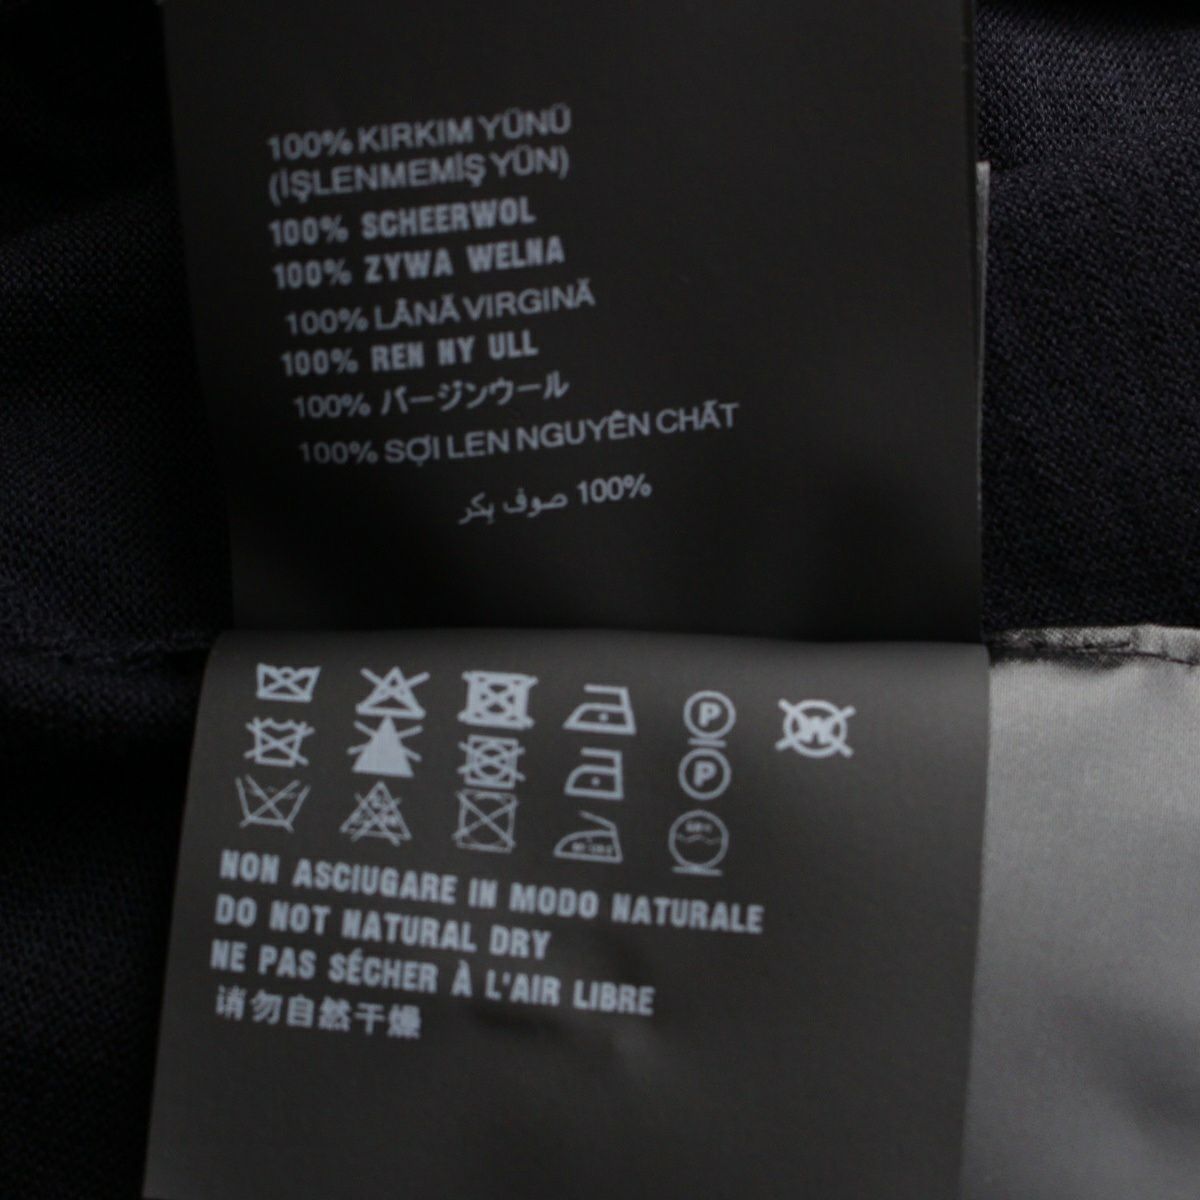 100% KIRKIM YÜNÜ
(İŞLENMEMİŞ YÜN)
100% SCHEERWOL
100% ZYWA WELNA
100% LÂNĂ VIRGINĂ
100% REN NY ULL
100% バージンウール
100% SỢI LEN NGUYÊN CHẤT
100% صوف بكر
P W
P
NON ASCIUGARE IN MODO NATURALE
DO NOT NATURAL DRY
NE PAS SÉCHER À L'AIR LIBRE
请勿自然干燥